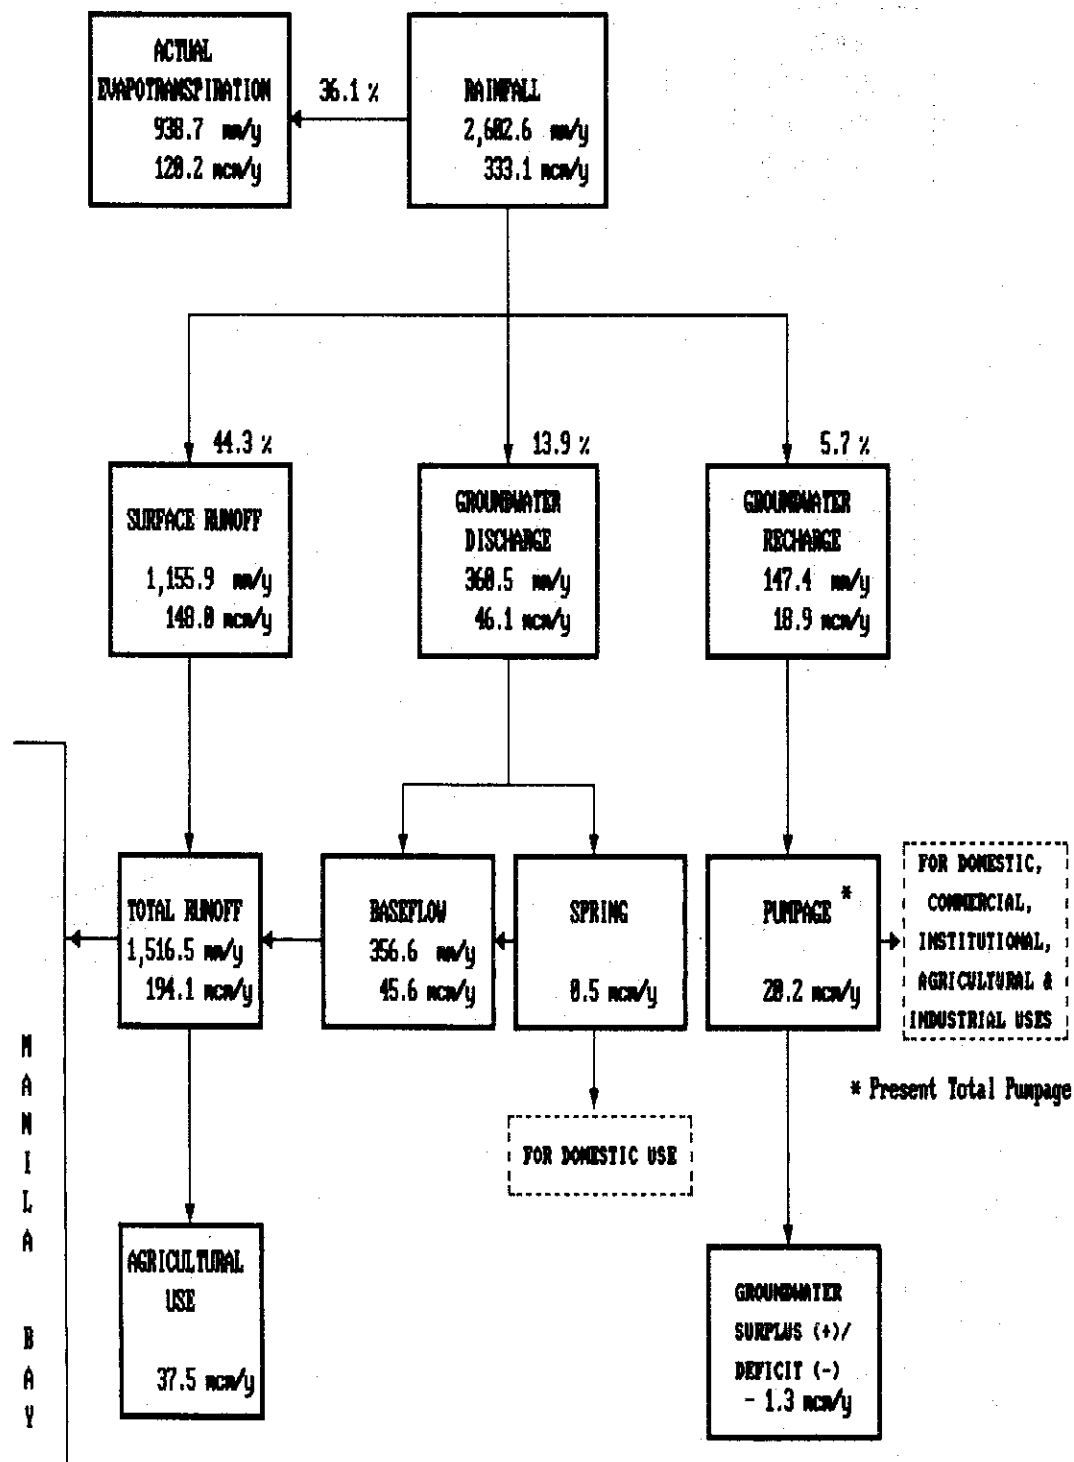 ACTUAL
EVAPOTRANSPIRATION
938.7 mm/y
120.2 mcm/y
36.1 %
RAINFALL
2,602.6 mm/y
333.1 mcm/y
44.3 %
SURFACE RUNOFF
1,155.9 mm/y
148.0 mcm/y
13.9 %
GROUNDWATER
DISCHARGE
360.5 mm/y
46.1 mcm/y
5.7 %
GROUNDWATER
RECHARGE
147.4 mm/y
18.9 mcm/y
TOTAL RUNOFF
1,516.5 mm/y
194.1 mcm/y
BASEFLOW
356.6 mm/y
45.6 mcm/y
SPRING
0.5 mcm/y
PUMPAGE *
20.2 mcm/y
FOR DOMESTIC,
COMMERCIAL,
INSTITUTIONAL,
AGRICULTURAL &
INDUSTRIAL USES
* Present Total Pumpage
FOR DOMESTIC USE
MANILA BAY
AGRICULTURAL
USE
37.5 mcm/y
GROUNDWATER
SURPLUS (+)/
DEFICIT (-)
- 1.3 mcm/y